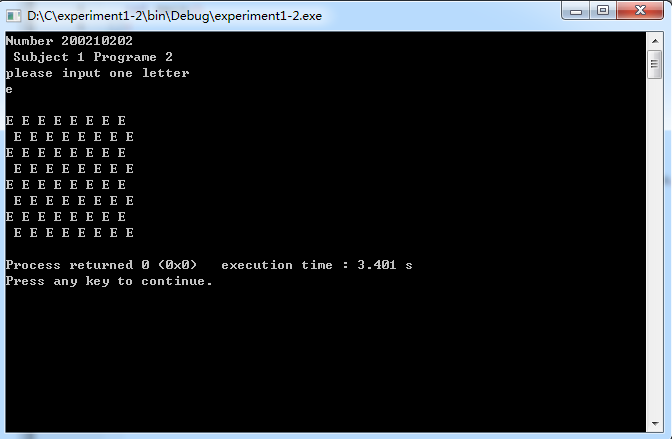 D:\C\experiment1-2\bin\Debug\experiment1-2.exe
Number 200210202
 Subject 1 Programe 2
please input one letter
e

E E E E E E E E
 E E E E E E E E
E E E E E E E E
 E E E E E E E E
E E E E E E E E
 E E E E E E E E
E E E E E E E E
 E E E E E E E E

Process returned 0 (0x0)   execution time : 3.401 s
Press any key to continue.